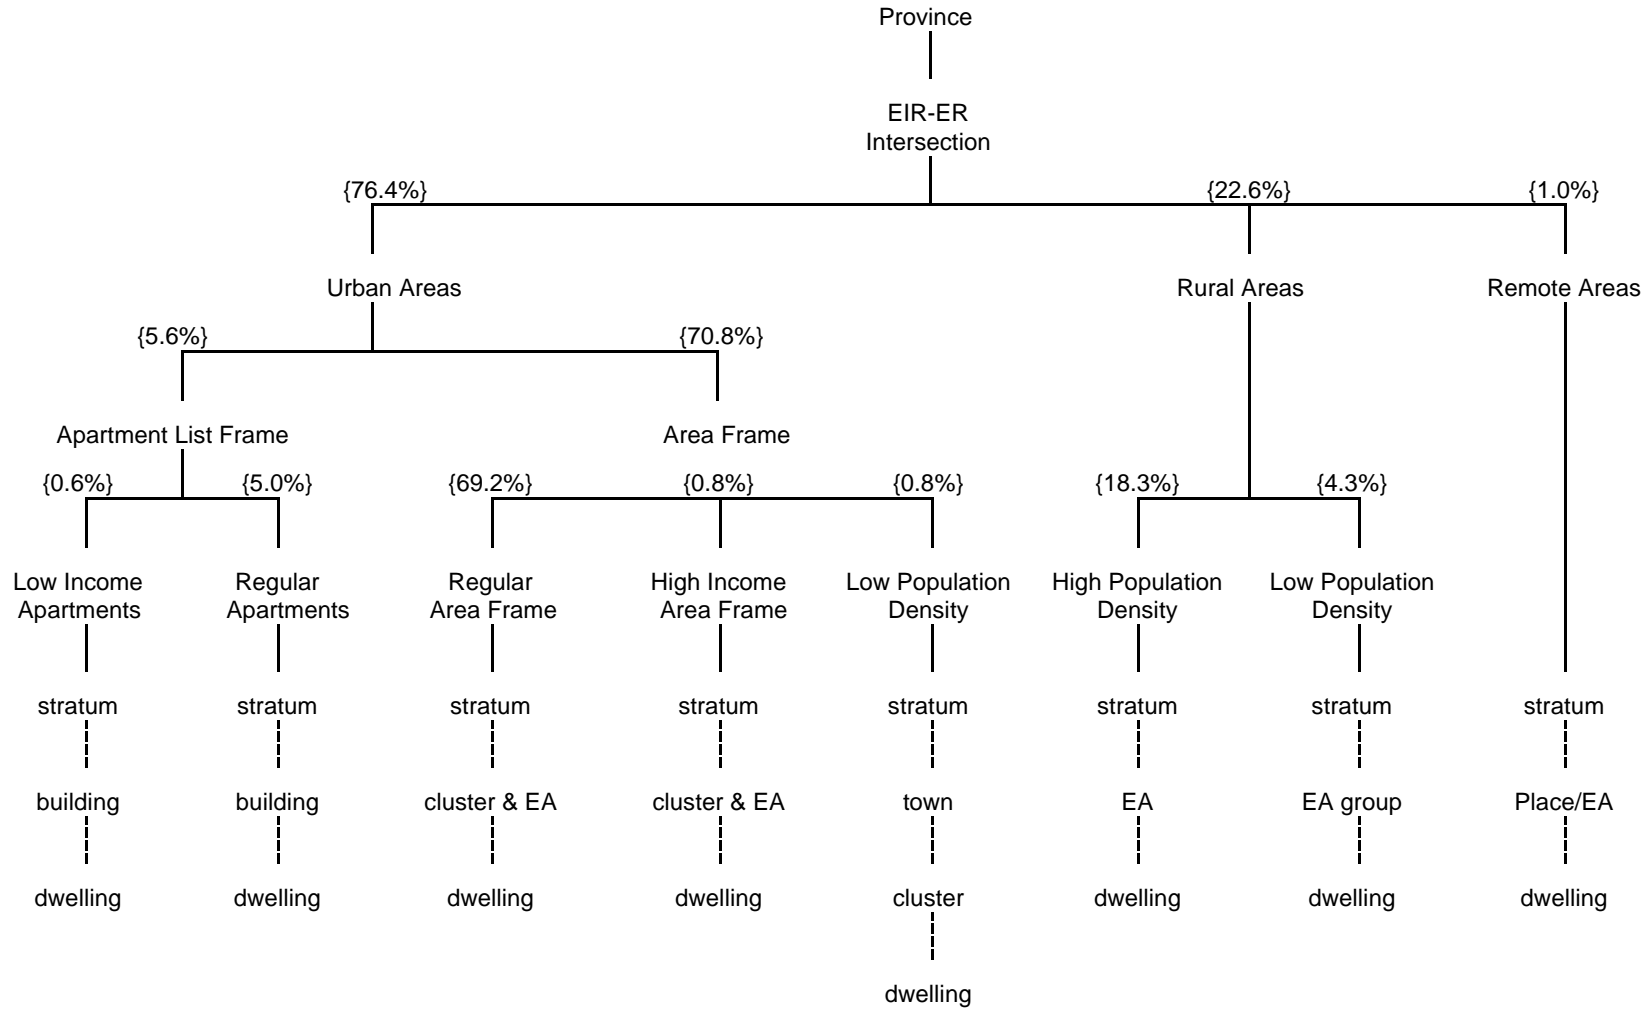 Province
EIR-ER
Intersection
{76.4%} {22.6%} {1.0%}
Urban Areas Rural Areas Remote Areas
{5.6%} {70.8%}
Apartment List Frame Area Frame
{0.6%} {5.0%} {69.2%} {0.8%} {0.8%} {18.3%} {4.3%}
Low Income Regular Regular High Income Low Population High Population Low Population
Apartments Apartments Area Frame Area Frame Density Density Density
stratum stratum stratum stratum stratum stratum stratum stratum
building building cluster & EA cluster & EA town EA EA group Place/EA
dwelling dwelling dwelling dwelling cluster dwelling dwelling dwelling
dwelling